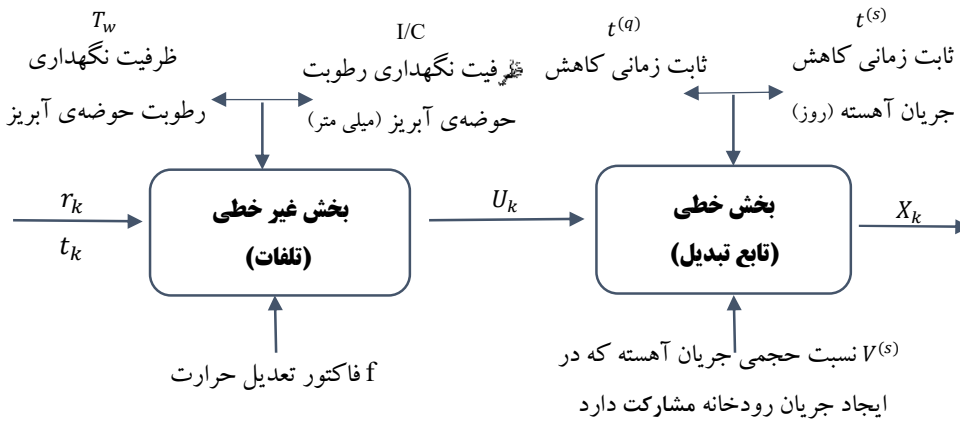 T_w
ظرفیت نگهداری
رطوبت حوضه‌ی آبریز
I/C
فیت نگهداری رطوبت
حوضه‌ی آبریز (میلی متر)
t^(q)
ثابت زمانی کاهش
t^(s)
ثابت زمانی کاهش
جریان آهسته (روز)
r_k
t_k
بخش غیر خطی
(تلفات)
U_k
بخش خطی
(تابع تبدیل)
X_k
f فاکتور تعدیل حرارت
V^(s) نسبت حجمی جریان آهسته که در
ایجاد جریان رودخانه مشارکت دارد